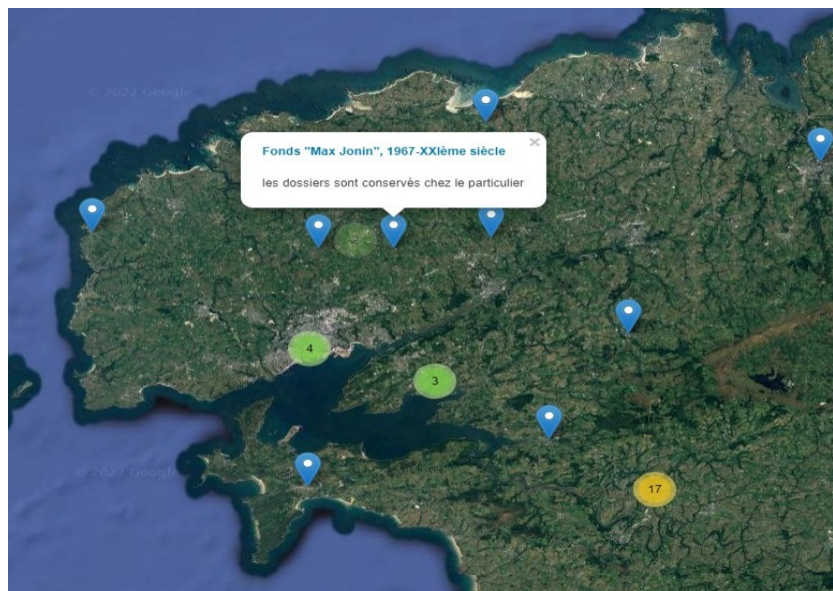 © 2022 Google
Fonds "Max Jonin", 1967-XXIème siècle
×
les dossiers sont conservés chez le particulier
4
3
© 2022 Google
17